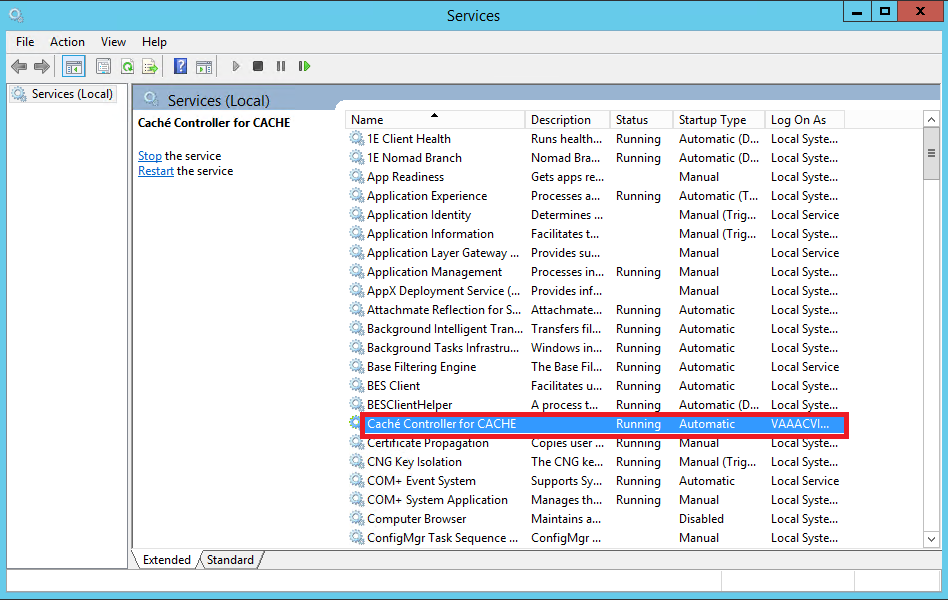 Services
File Action View Help
Services (Local)
Services (Local)
Caché Controller for CACHE
Stop the service
Restart the service
Name Description Status Startup Type Log On As
1E Client Health Runs health... Running Automatic (D... Local Syste...
1E Nomad Branch Nomad Bra... Running Automatic (D... Local Syste...
App Readiness Gets apps re... Manual Local Syste...
Application Experience Processes a... Running Automatic (T... Local Syste...
Application Identity Determines ... Manual (Trig... Local Service
Application Information Facilitates t... Manual (Trig... Local Syste...
Application Layer Gateway ... Provides su... Manual Local Service
Application Management Processes in... Running Manual Local Syste...
AppX Deployment Service (... Provides inf... Manual Local Syste...
Attachmate Reflection for S... Attachmate... Running Automatic Local Syste...
Background Intelligent Tran... Transfers fil... Running Automatic Local Syste...
Background Tasks Infrastru... Windows in... Running Automatic Local Syste...
Base Filtering Engine The Base Fil... Running Automatic Local Service
BES Client Facilitates u... Running Automatic Local Syste...
BESClientHelper A process t... Running Automatic (D... Local Syste...
Caché Controller for CACHE Running Automatic VAAACVI...
Certificate Propagation Copies user ... Running Manual Local Syste...
CNG Key Isolation The CNG ke... Running Manual (Trig... Local Syste...
COM+ Event System Supports Sy... Running Automatic Local Service
COM+ System Application Manages th... Running Manual Local Syste...
Computer Browser Maintains a... Disabled Local Syste...
ConfigMgr Task Sequence ... ConfigMgr ... Manual Local Syste...
Extended Standard